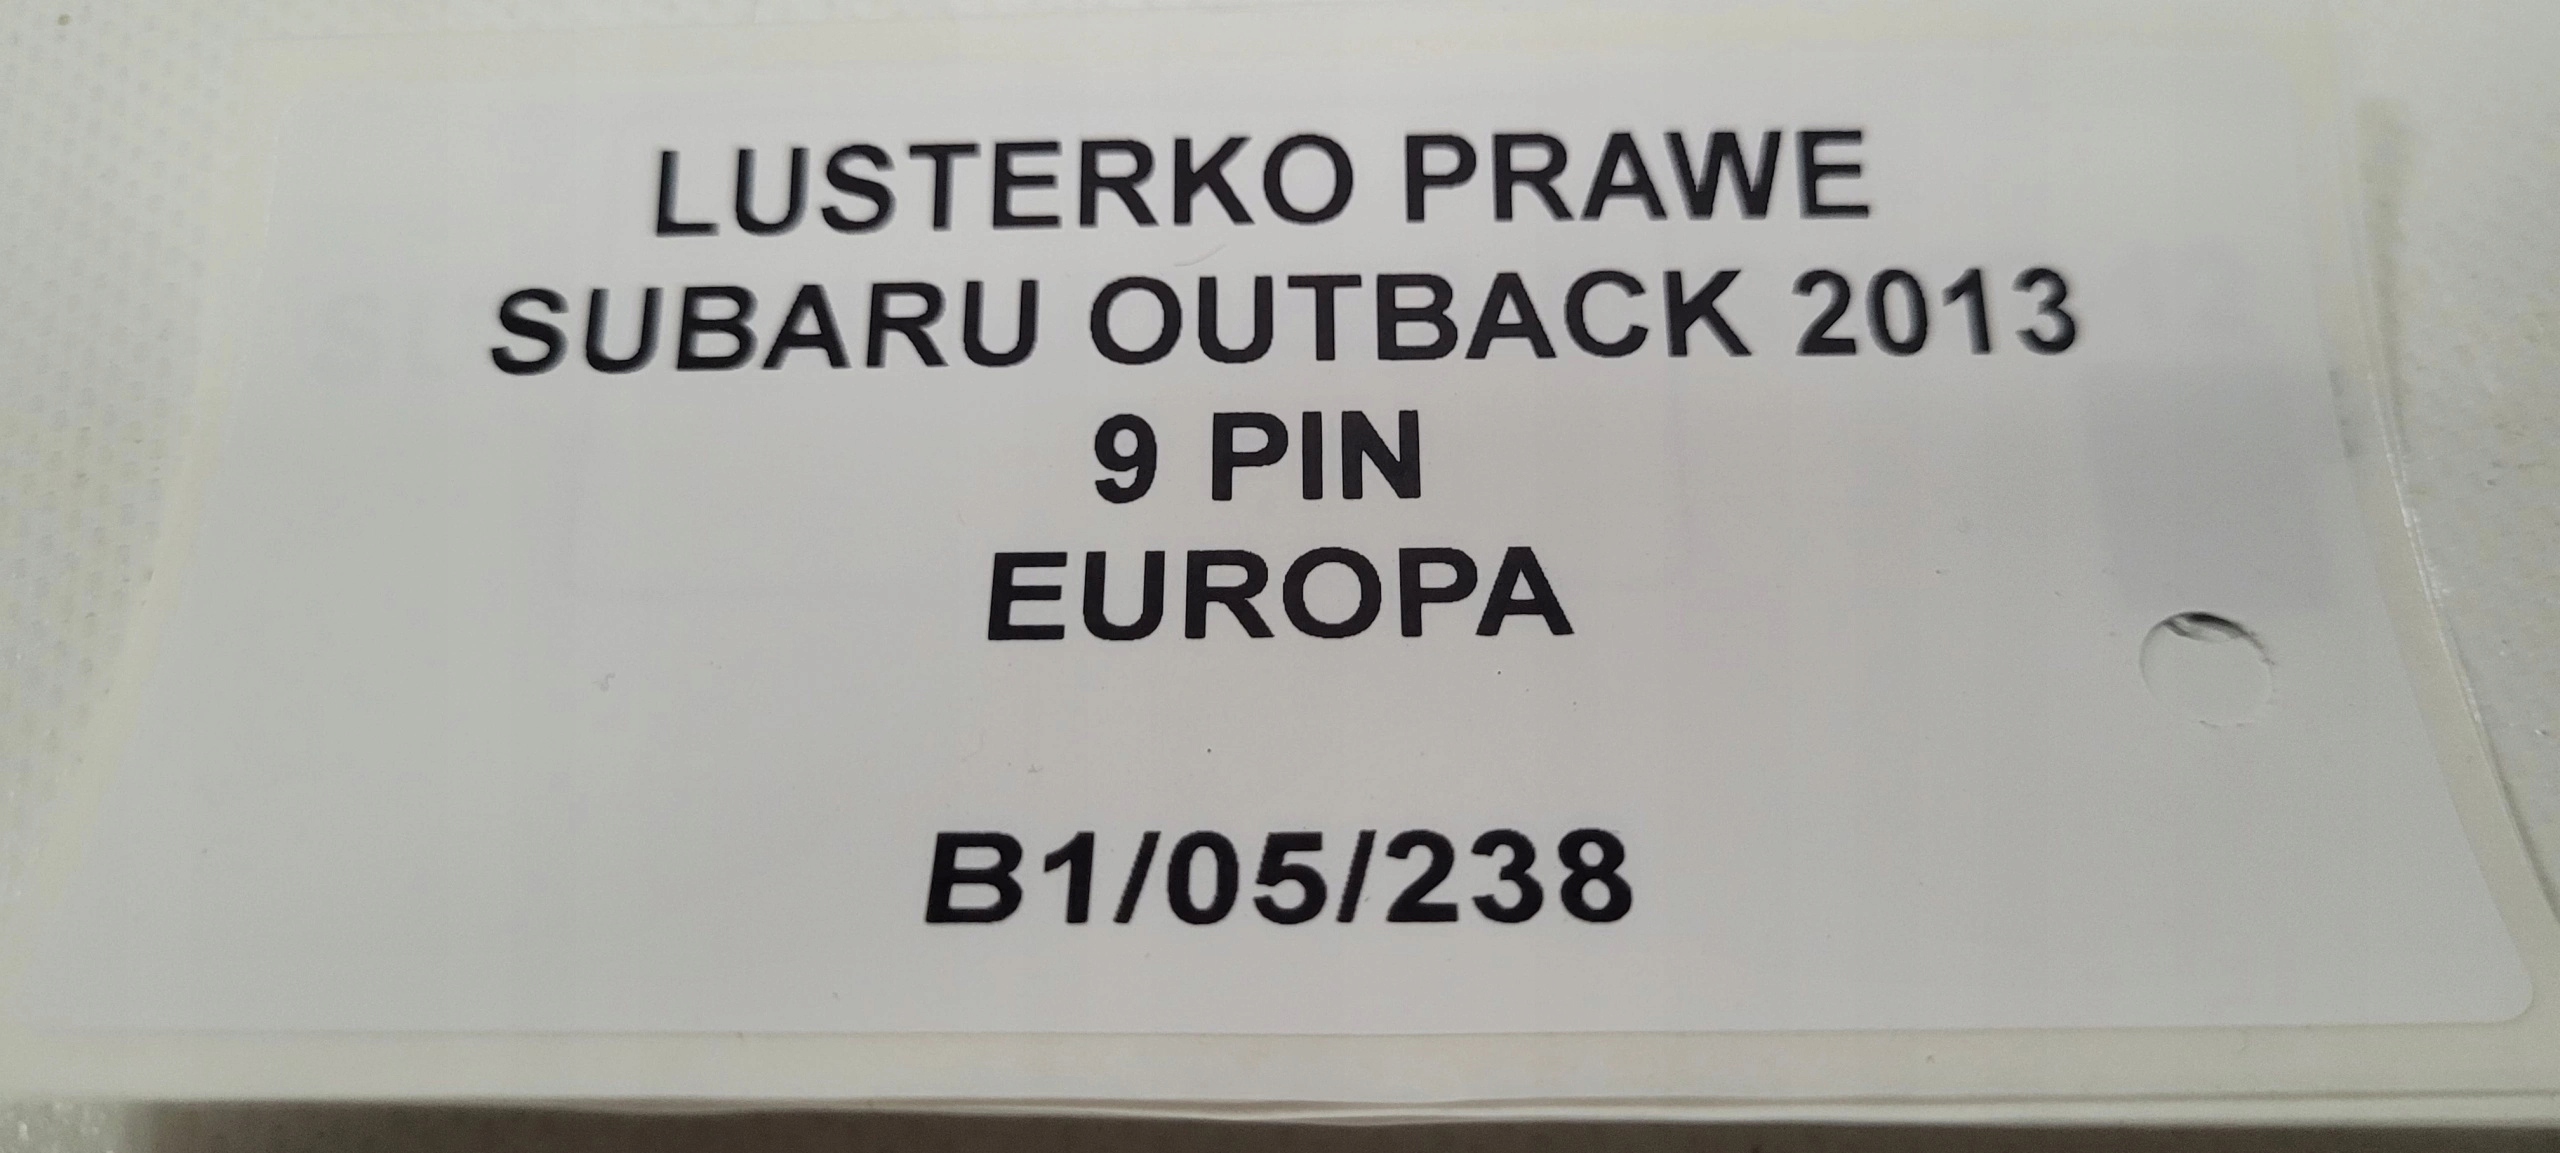 LUSTERKO PRAWE
SUBARU OUTBACK 2013
9 PIN
EUROPA
B1/05/238